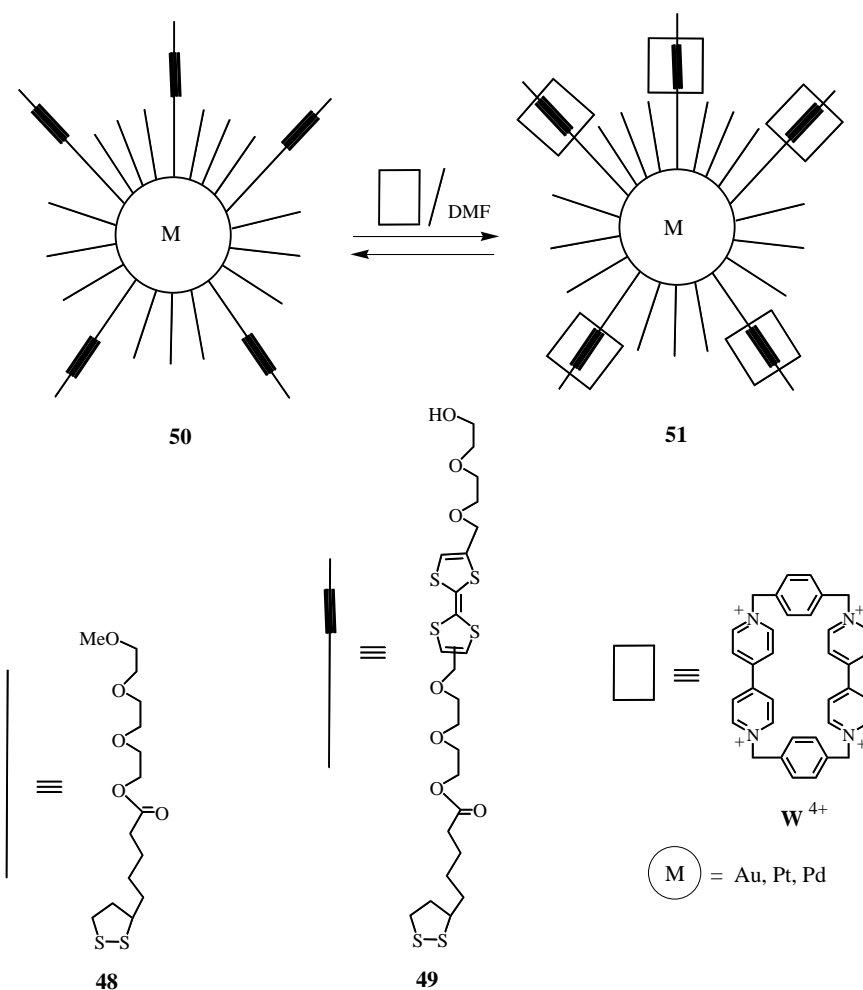 M
DMF
M
50
51
HO
O
O
S
S
S
S
O
O
O
O
MeO
O
O
O
O
S–S
48
S–S
49
+
N
N
+
+
N
N
+
W 4+
M = Au, Pt, Pd